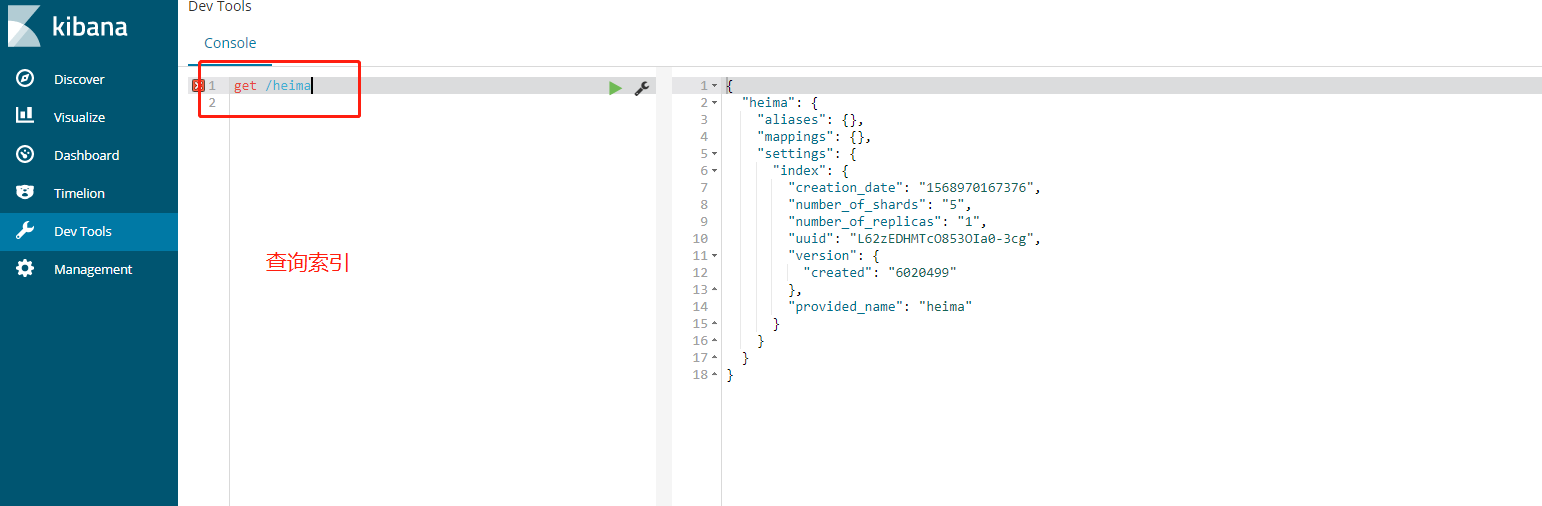 kibana
Discover
Visualize
Dashboard
Timelion
Dev Tools
Management
Dev Tools
Console
1 get /heima
2
查询索引
1 {
2 "heima": {
3 "aliases": {},
4 "mappings": {},
5 "settings": {
6 "index": {
7 "creation_date": "1568970167376",
8 "number_of_shards": "5",
9 "number_of_replicas": "1",
10 "uuid": "L62zEDHMTcO853OIa0-3cg",
11 "version": {
12 "created": "6020499"
13 },
14 "provided_name": "heima"
15 }
16 }
17 }
18 }